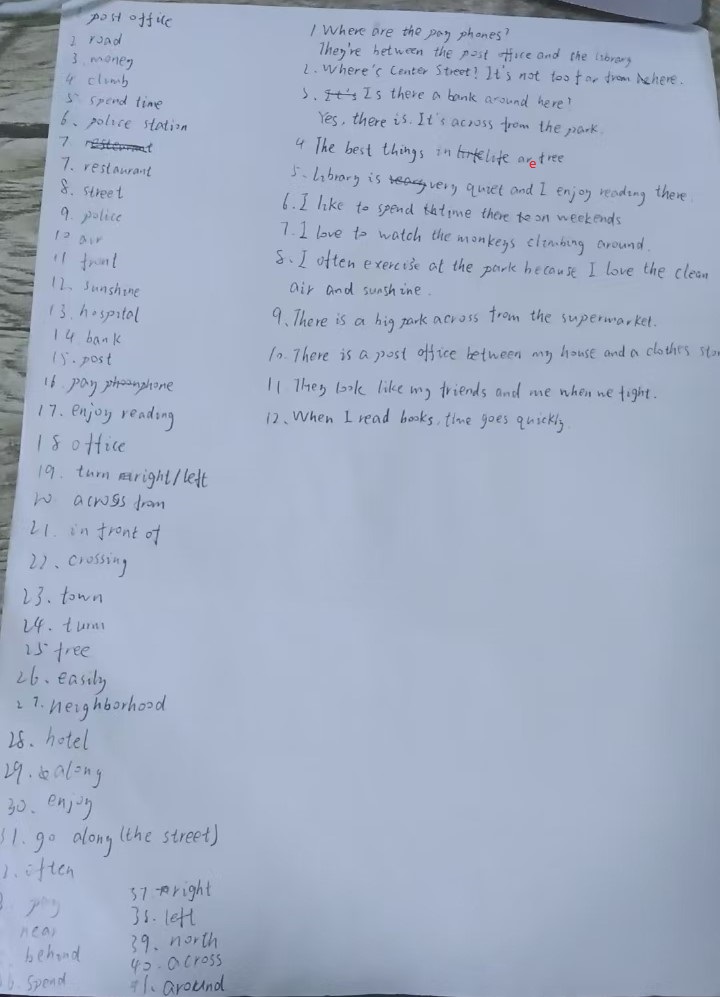 post office
2 road
3. money
4 climb
5. spend time
6. police station
7. restaurant
7. restaurant
8. street
9. police
10 air
11 front
12. sunshine
13. hospital
14. bank
15. post
16. pay phone
17. enjoy reading
18 office
19. turn right/left
20 across from
21. in front of
22. crossing
23. town
24. turn
25 free
26. easily
27. neighborhood
28. hotel
29. along
30. enjoy
31. go along (the street)
. often
pay
near
behind
spend
37. right
38. left
39. north
40. across
41. around
1 Where are the pay phones?
They're between the post office and the library
2. Where's Center Street? It's not too far from here.
3. It's Is there a bank around here?
Yes, there is. It's across from the park.
4 The best things in life are free
5. Library is very quiet and I enjoy reading there.
6. I like to spend time there on weekends
7. I love to watch the monkeys climbing around.
8. I often exercise at the park because I love the clean
air and sunshine.
9. There is a big park across from the supermarket.
10. There is a post office between my house and a clothes sto
11 They look like my friends and me when we fight.
12. When I read books, time goes quickly.